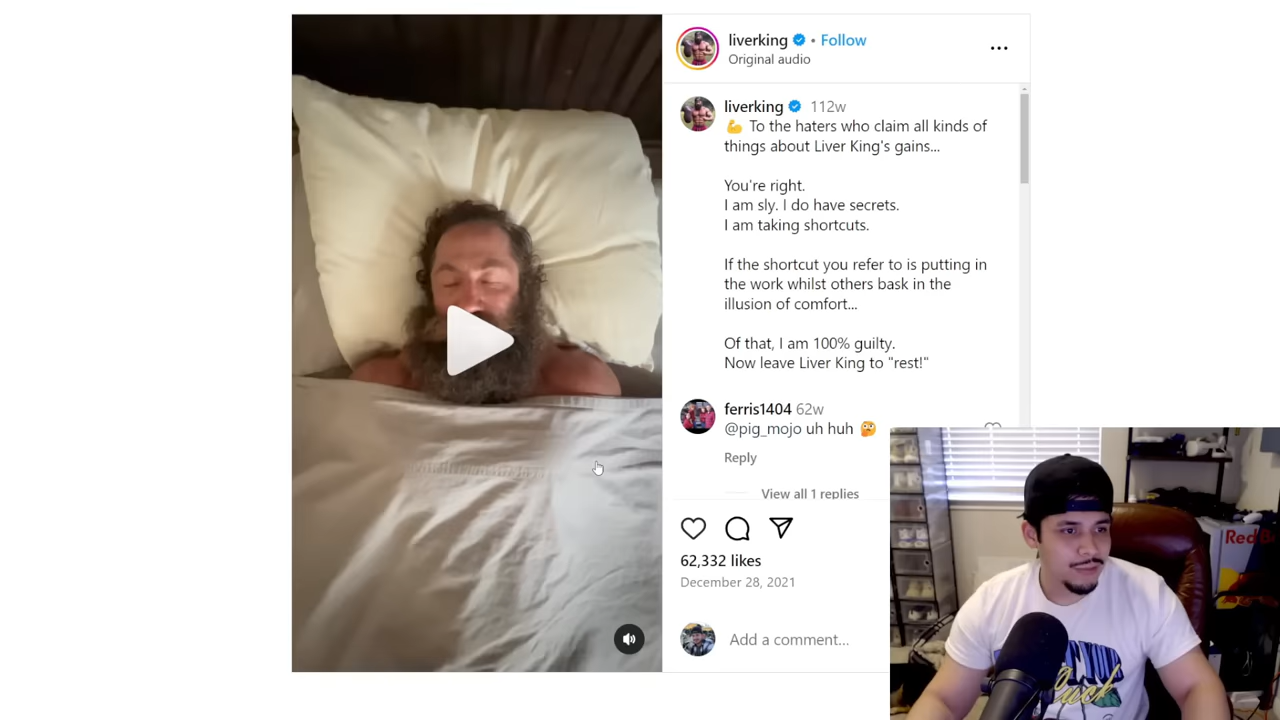 liverking • Follow
Original audio
liverking 112w
💪 To the haters who claim all kinds of
things about Liver King's gains...
You're right.
I am sly. I do have secrets.
I am taking shortcuts.
If the shortcut you refer to is putting in
the work whilst others bask in the
illusion of comfort...
Of that, I am 100% guilty.
Now leave Liver King to "rest!"
ferris1404 62w
@pig_mojo uh huh
Reply
View all 1 replies
62,332 likes
December 28, 2021
Add a comment...
Red B
uck